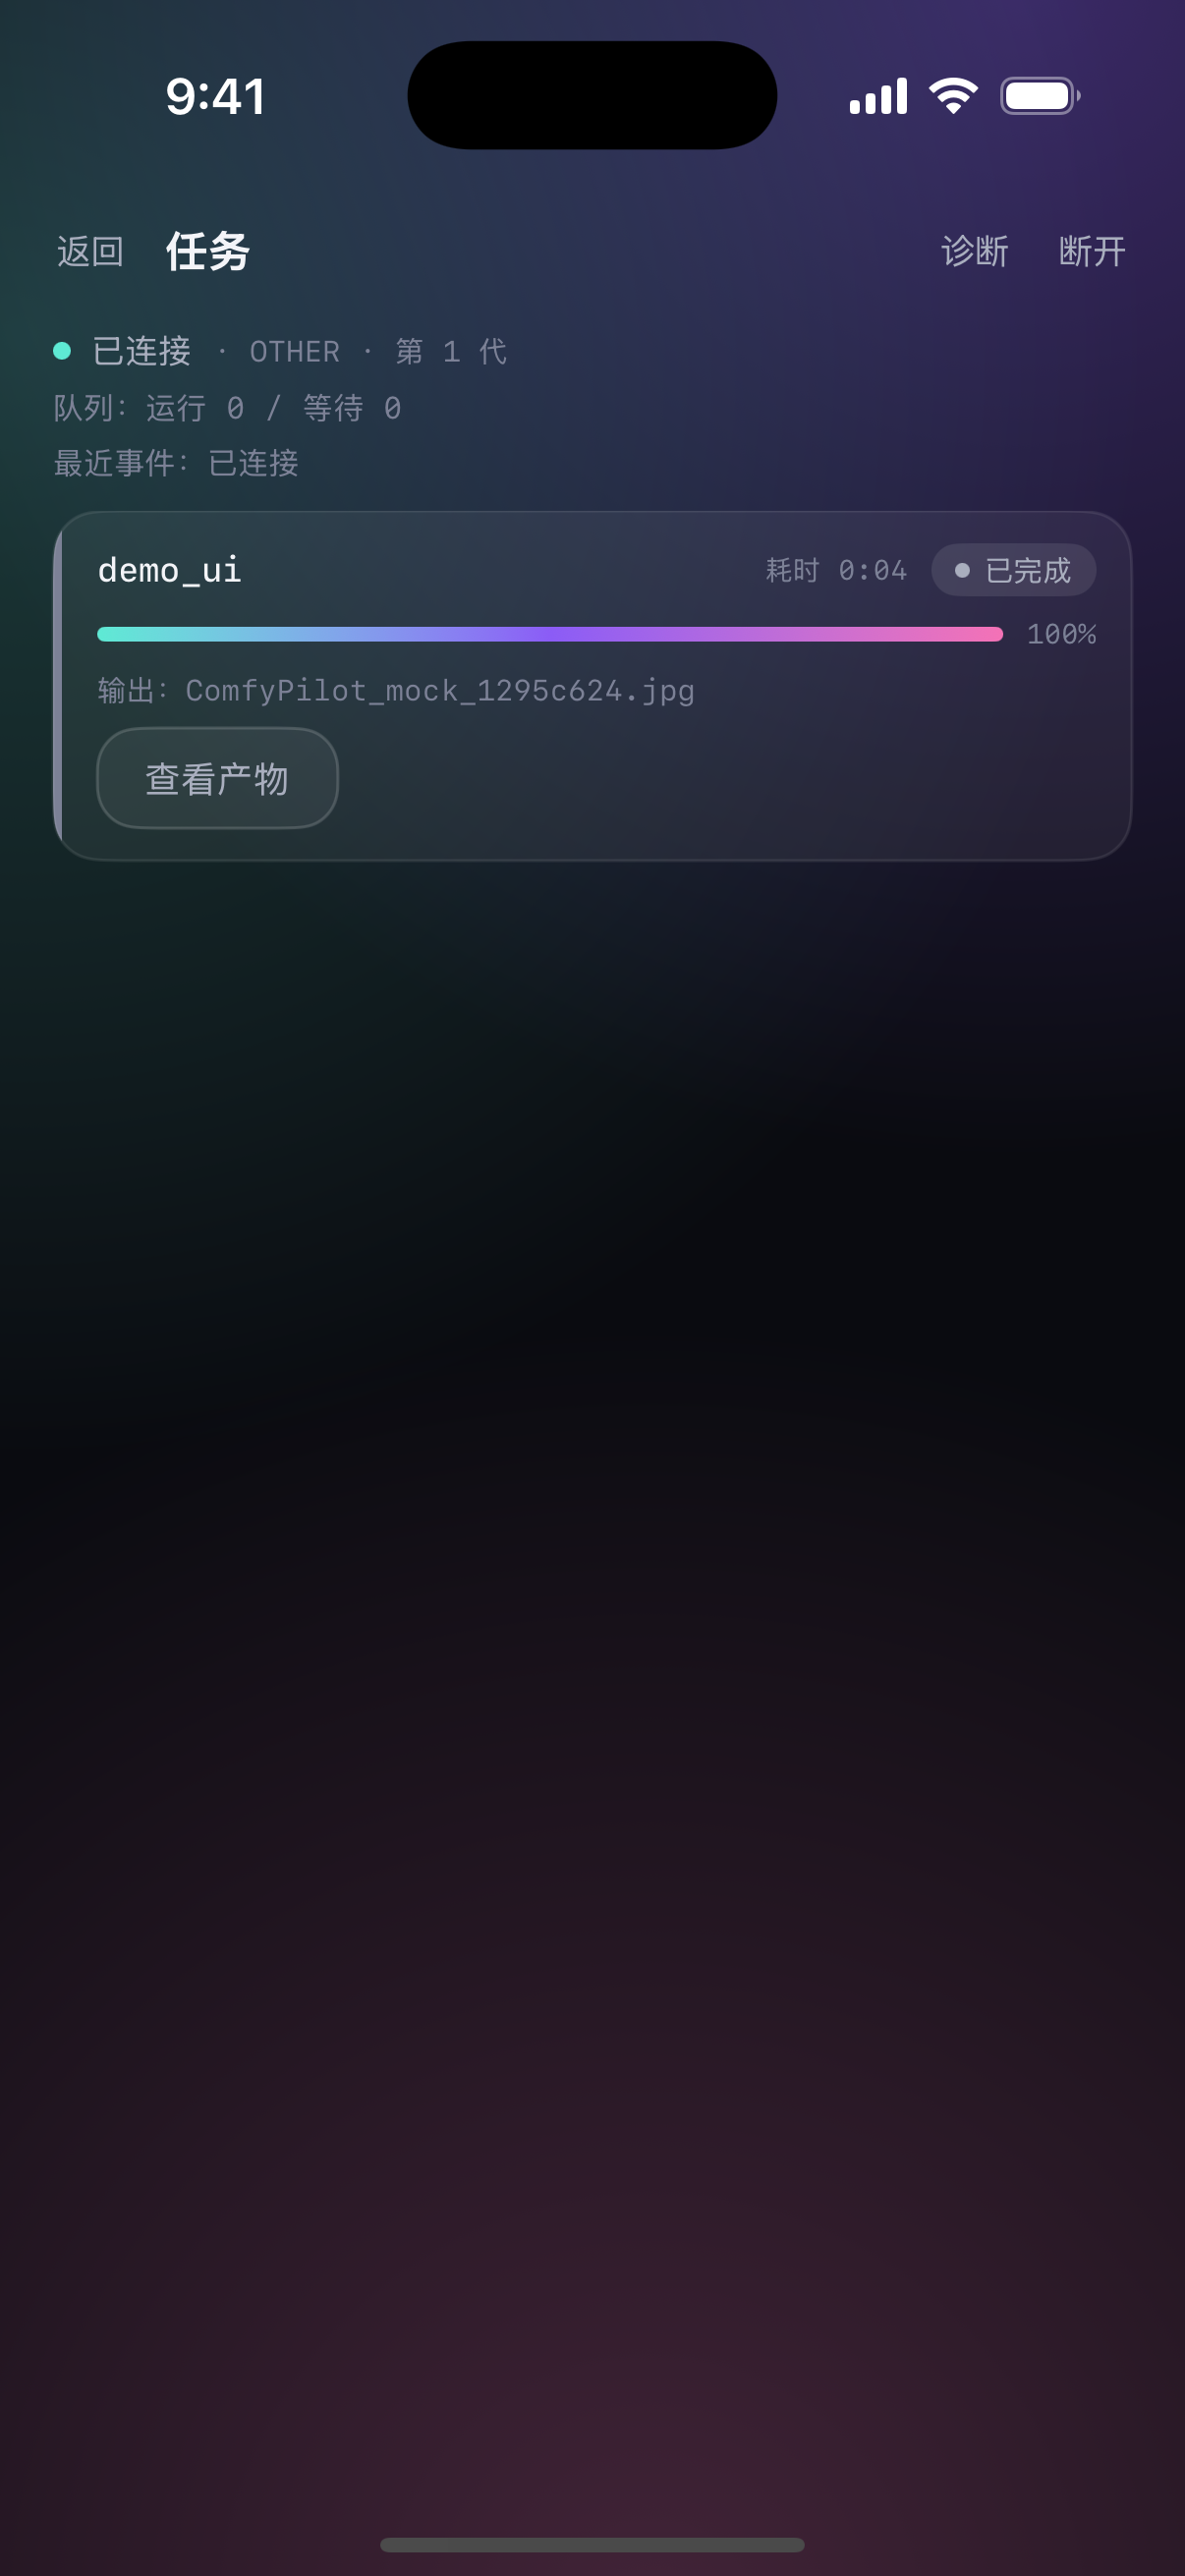 9:41
返回 任务 诊断 断开
已连接 · OTHER · 第 1 代
队列: 运行 0 / 等待 0
最近事件: 已连接
demo_ui 耗时 0:04 已完成
100%
输出: ComfyPilot_mock_1295c624.jpg
查看产物